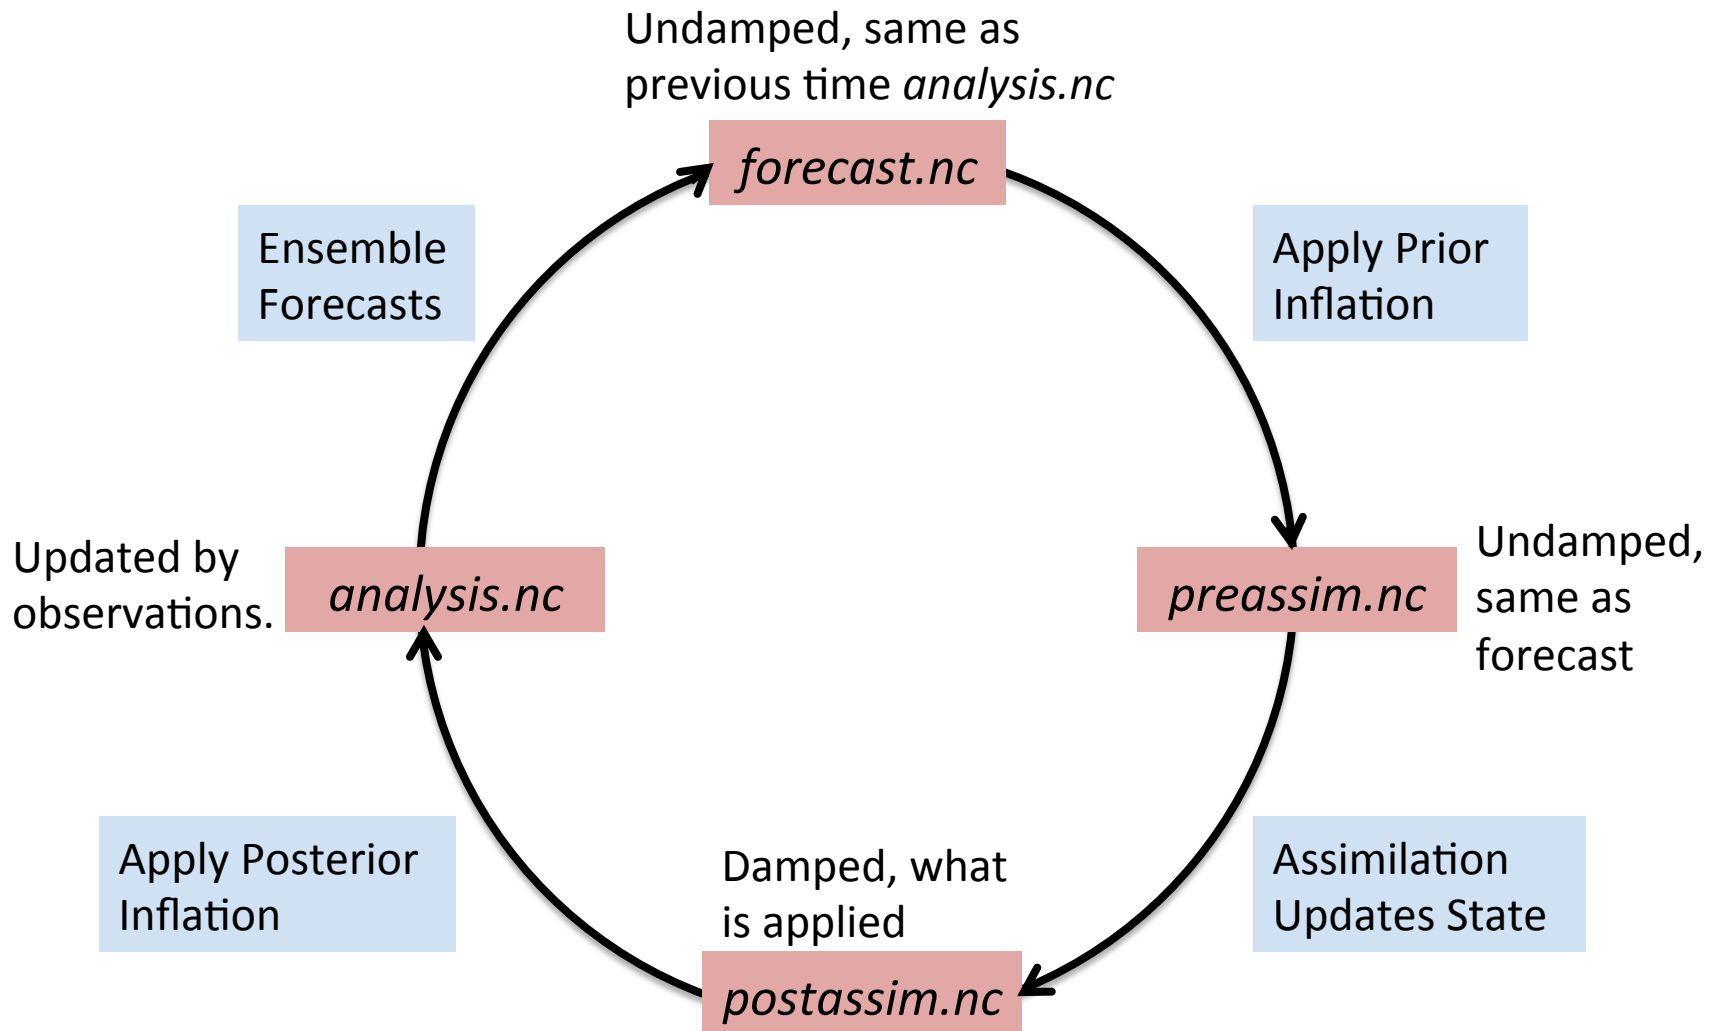 Undamped, same as
previous time analysis.nc
forecast.nc
Ensemble
Forecasts
Apply Prior
Inflation
Updated by
observations.
analysis.nc
preassim.nc
Undamped,
same as
forecast
Apply Posterior
Inflation
Damped, what
is applied
postassim.nc
Assimilation
Updates State